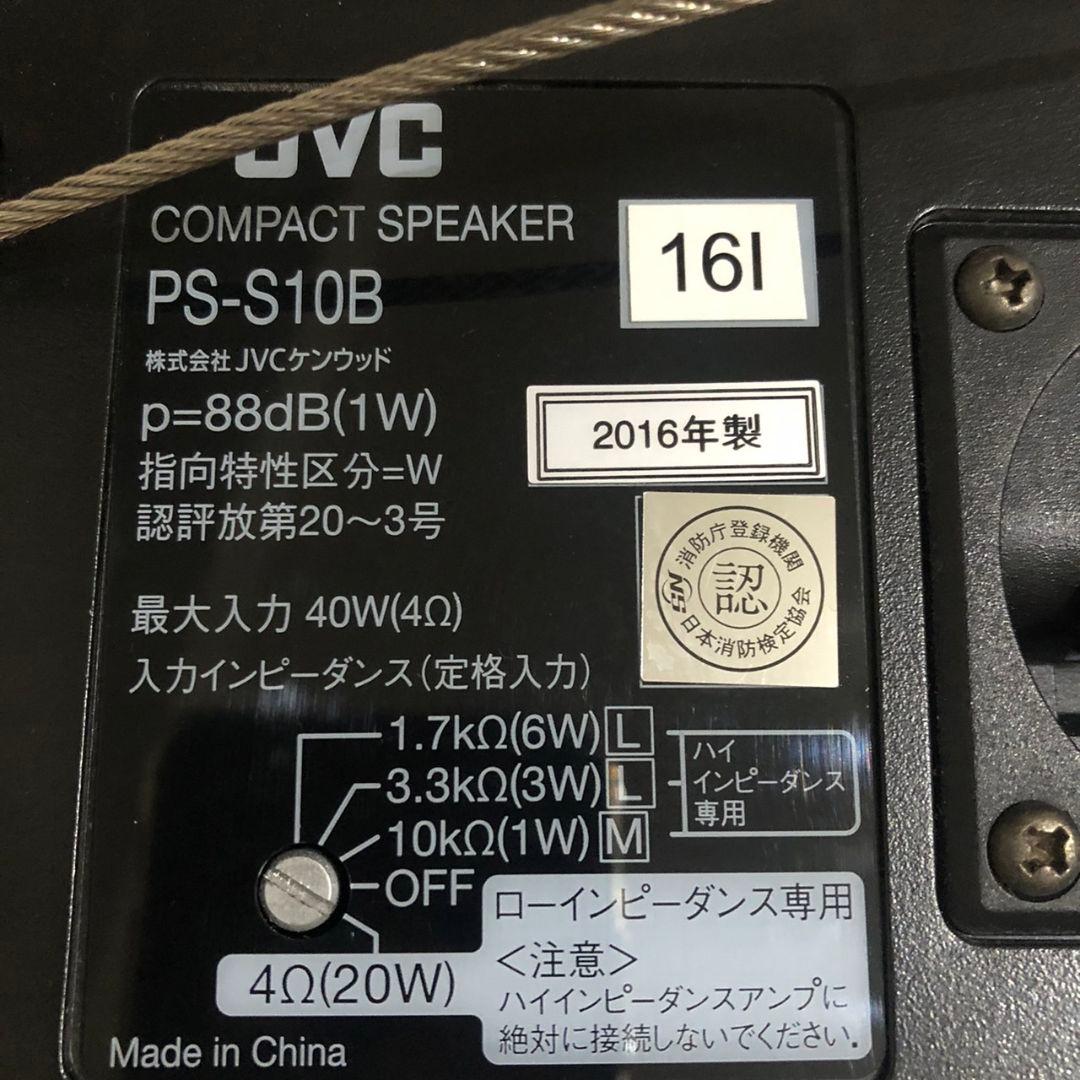 JVC
COMPACT SPEAKER
PS-S10B
16I
株式会社JVCケンウッド
p=88dB(1W)
2016年製
指向特性区分=W
認評放第20～3号
消防庁登録機関
認
NS 日本消防検定協会
最大入力 40W(4Ω)
入力インピーダンス(定格入力)
1.7kΩ(6W) L
3.3kΩ(3W) L
10kΩ(1W) M
ハイ
インピーダンス
専用
OFF
4Ω(20W)
ローインピーダンス専用
<注意>
ハイインピーダンスアンプに
絶対に接続しないでください.
Made in China